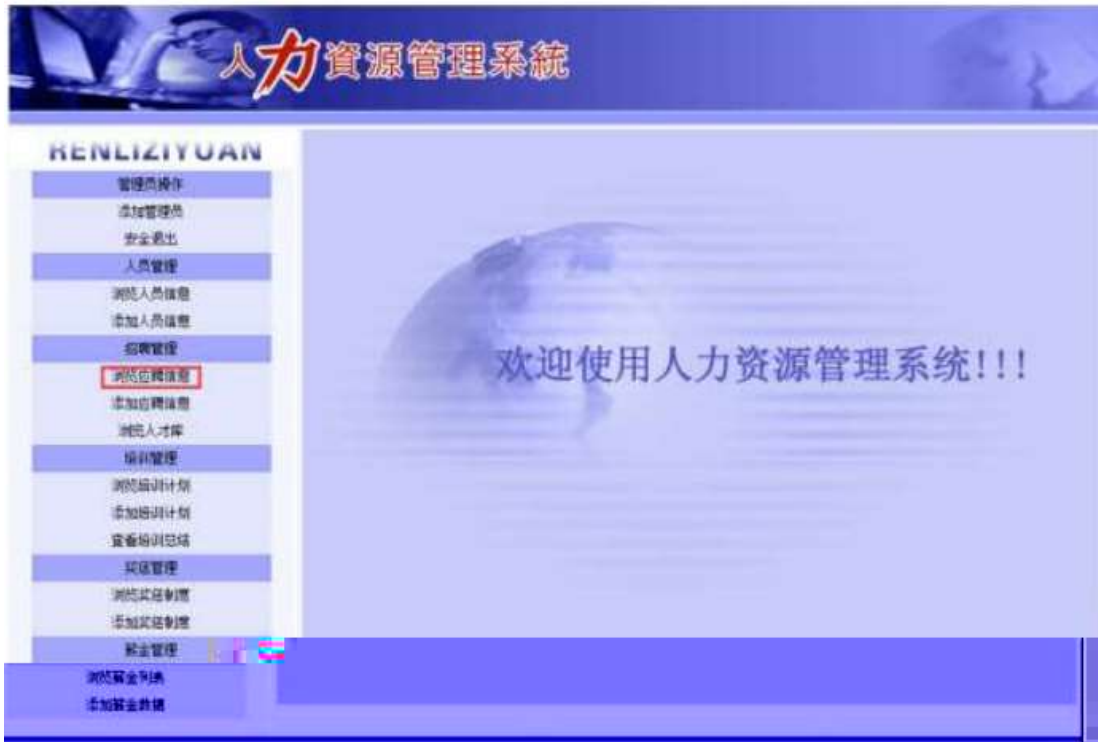 人力資源管理系統
RENLIZIYUAN
管理员操作
添加管理员
安全退出
人员管理
浏览人员信息
添加人员信息
招聘管理
浏览应聘信息
欢迎使用人力资源管理系统!!!
添加应聘信息
浏览人才库
培训管理
浏览培训计划
添加培训计划
查看培训总结
奖惩管理
浏览奖惩制度
添加奖惩制度
薪金管理
浏览薪金列表
添加薪金数据